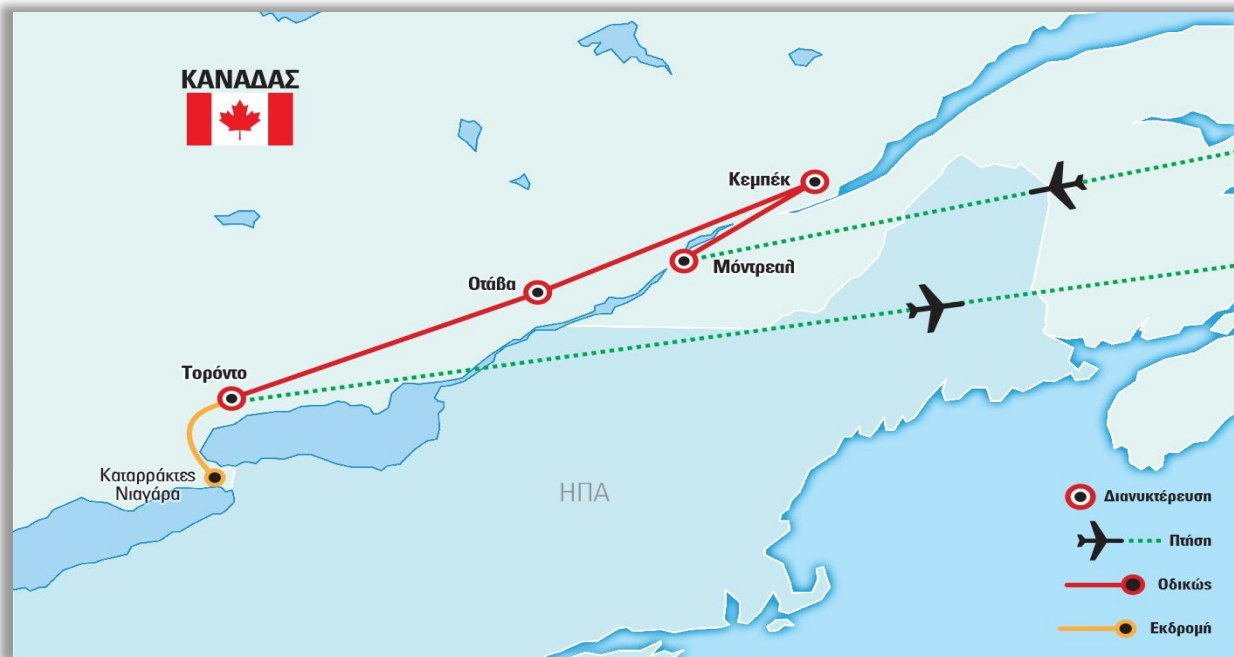 ΚΑΝΑΔΑΣ
Κεμπέκ
Μόντρεαλ
Οτάβα
Τορόντο
Καταρράκτες
Νιαγάρα
ΗΠΑ
Διανυκτέρευση
Πτήση
Οδικώς
Εκδρομή